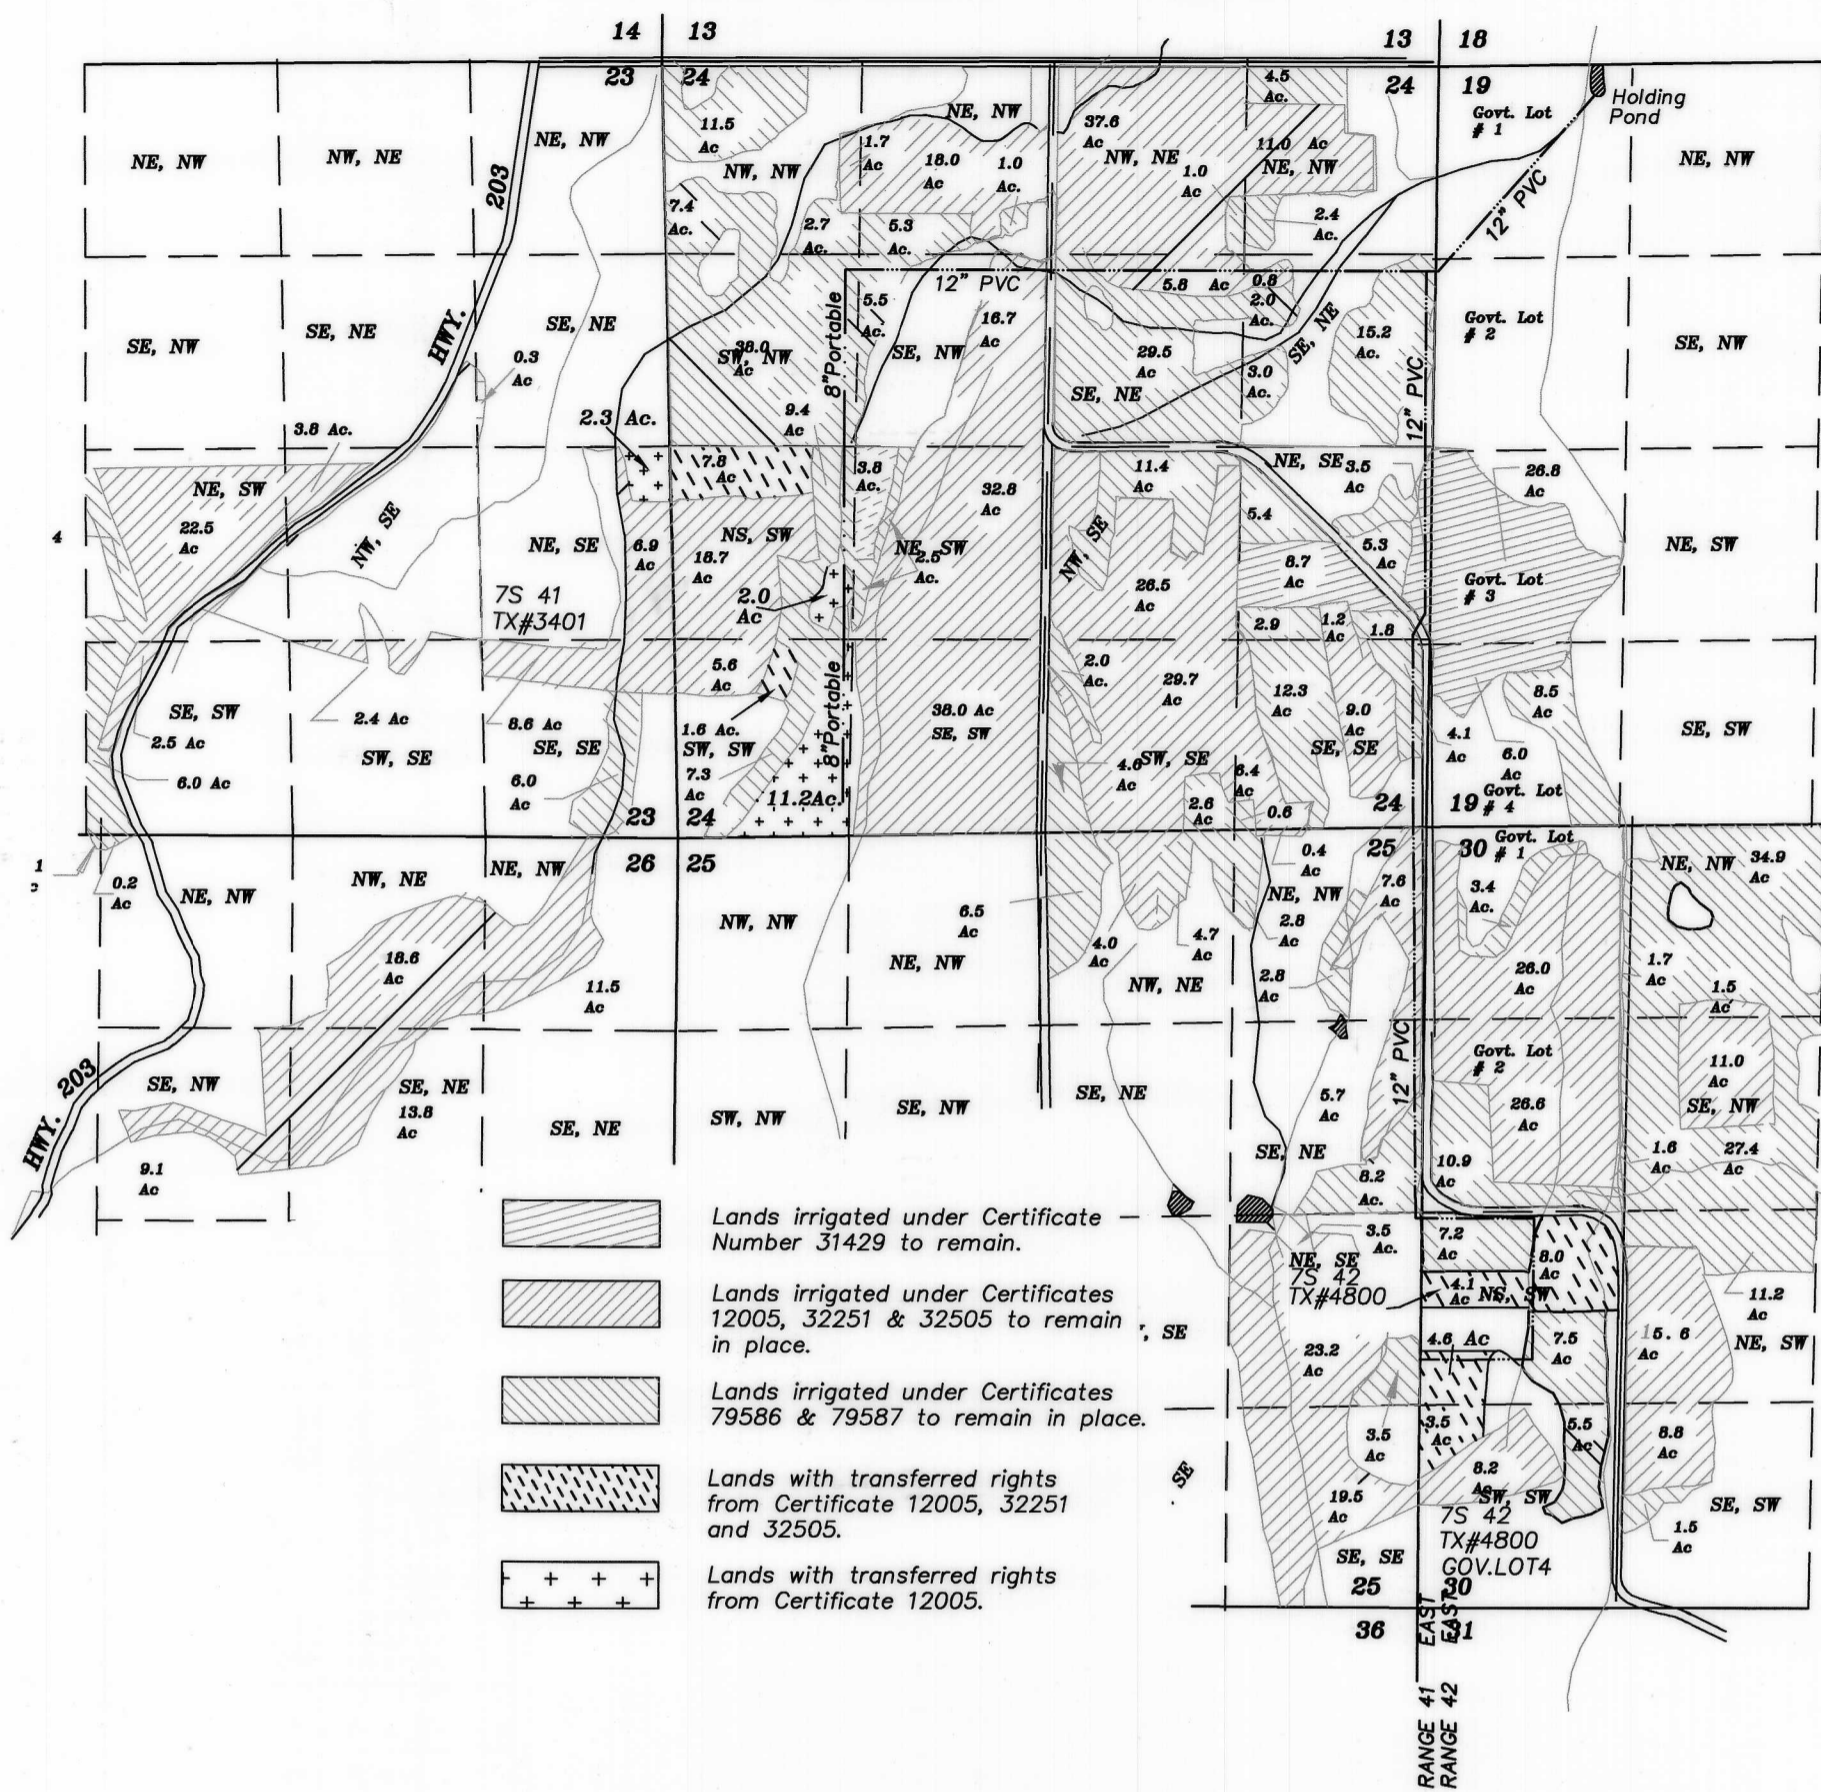 14 13
13 18
23 24
24 19
Holding
Pond
Govt. Lot
# 1
NE, NW
NW, NE
NE, NW
203
11.5
Ac
NW, NW
1.7
Ac
18.0
Ac
1.0
Ac.
NE, NW
37.6
Ac
NW, NE
1.0
Ac
4.5
Ac.
11.0 Ac
NE, NW
NE, NW
12" PVC
7.4
Ac.
2.7
Ac.
5.3
Ac.
2.4
Ac.
12" PVC
5.8 Ac
0.6
2.0
Ac.
SE, NW
SE, NE
HWY.
SE, NE
0.3
Ac
38.0
SW, NW
Ac
8"Portable
5.5
Ac.
16.7
Ac
SE, NW
29.5
Ac
SE, NE
SE, NE
3.0
Ac.
15.2
Ac.
12" PVC
Govt. Lot
# 2
SE, NW
3.8 Ac.
2.3 Ac.
9.4
Ac
NE, SW
22.5
Ac
NW, SE
4
NE, SE
7S 41
TX#3401
7.8
Ac
6.9
Ac
NS, SW
18.7
Ac
2.0
Ac
3.8
Ac.
32.8
Ac
NE, SW
2.5
Ac.
NW, SE
11.4
Ac
26.5
Ac
NE, SE
3.5
Ac
5.4
8.7
Ac
5.3
Ac
26.8
Ac
Govt. Lot
# 3
NE, SW
2.9
1.2
Ac
1.8
SE, SW
2.5 Ac
6.0 Ac
2.4 Ac
SW, SE
8.6 Ac
SE, SE
6.0
Ac
5.6
Ac
1.6 Ac.
SW, SW
7.3
Ac
8"Portable
11.2Ac.
38.0 Ac
SE, SW
2.0
Ac.
29.7
Ac
4.6
SW, SE
2.6
Ac
6.4
Ac
0.6
12.3
Ac
9.0
Ac
SE, SE
4.1
Ac
8.5
Ac
6.0
Ac
Govt. Lot
# 4
SE, SW
23 24
24 19
26 25
25 30
Govt. Lot
# 1
1
0.2
Ac
NE, NW
NW, NE
NE, NW
18.6
Ac
11.5
Ac
NW, NW
6.5
Ac
NE, NW
4.0
Ac
4.7
Ac
NW, NE
0.4
Ac
NE, NW
2.8
Ac
2.8
Ac
7.6
Ac
3.4
Ac.
26.0
Ac
NE, NW 34.9
Ac
1.7
Ac
1.5
Ac
HWY. 203
SE, NW
SE, NE
13.8
Ac
9.1
Ac
SE, NE
SW, NW
SE, NW
SE, NE
5.7
Ac
SE, NE
8.2
Ac.
12" PVC
Govt. Lot
# 2
26.6
Ac
10.9
Ac
11.0
Ac
SE, NW
1.6
Ac
27.4
Ac
Lands irrigated under Certificate
Number 31429 to remain.
Lands irrigated under Certificates
12005, 32251 & 32505 to remain
in place.
Lands irrigated under Certificates
79586 & 79587 to remain in place.
Lands with transferred rights
from Certificate 12005, 32251
and 32505.
Lands with transferred rights
from Certificate 12005.
3.5
Ac.
NE, SE
7S 42
TX#4800
7.2
Ac
8.0
Ac
4.1
Ac
NS, SW
11.2
Ac
, SE
23.2
Ac
4.6 Ac
7.5
Ac
15.6
Ac
NE, SW
SE
3.5
Ac
3.5
Ac
5.5
Ac
8.8
Ac
19.5
Ac
8.2
Ac
SW, SW
7S 42
TX#4800
GOV.LOT4
SE, SE
SE, SW
1.5
Ac
25 30
36 31
RANGE 41 EAST
RANGE 42 EAST